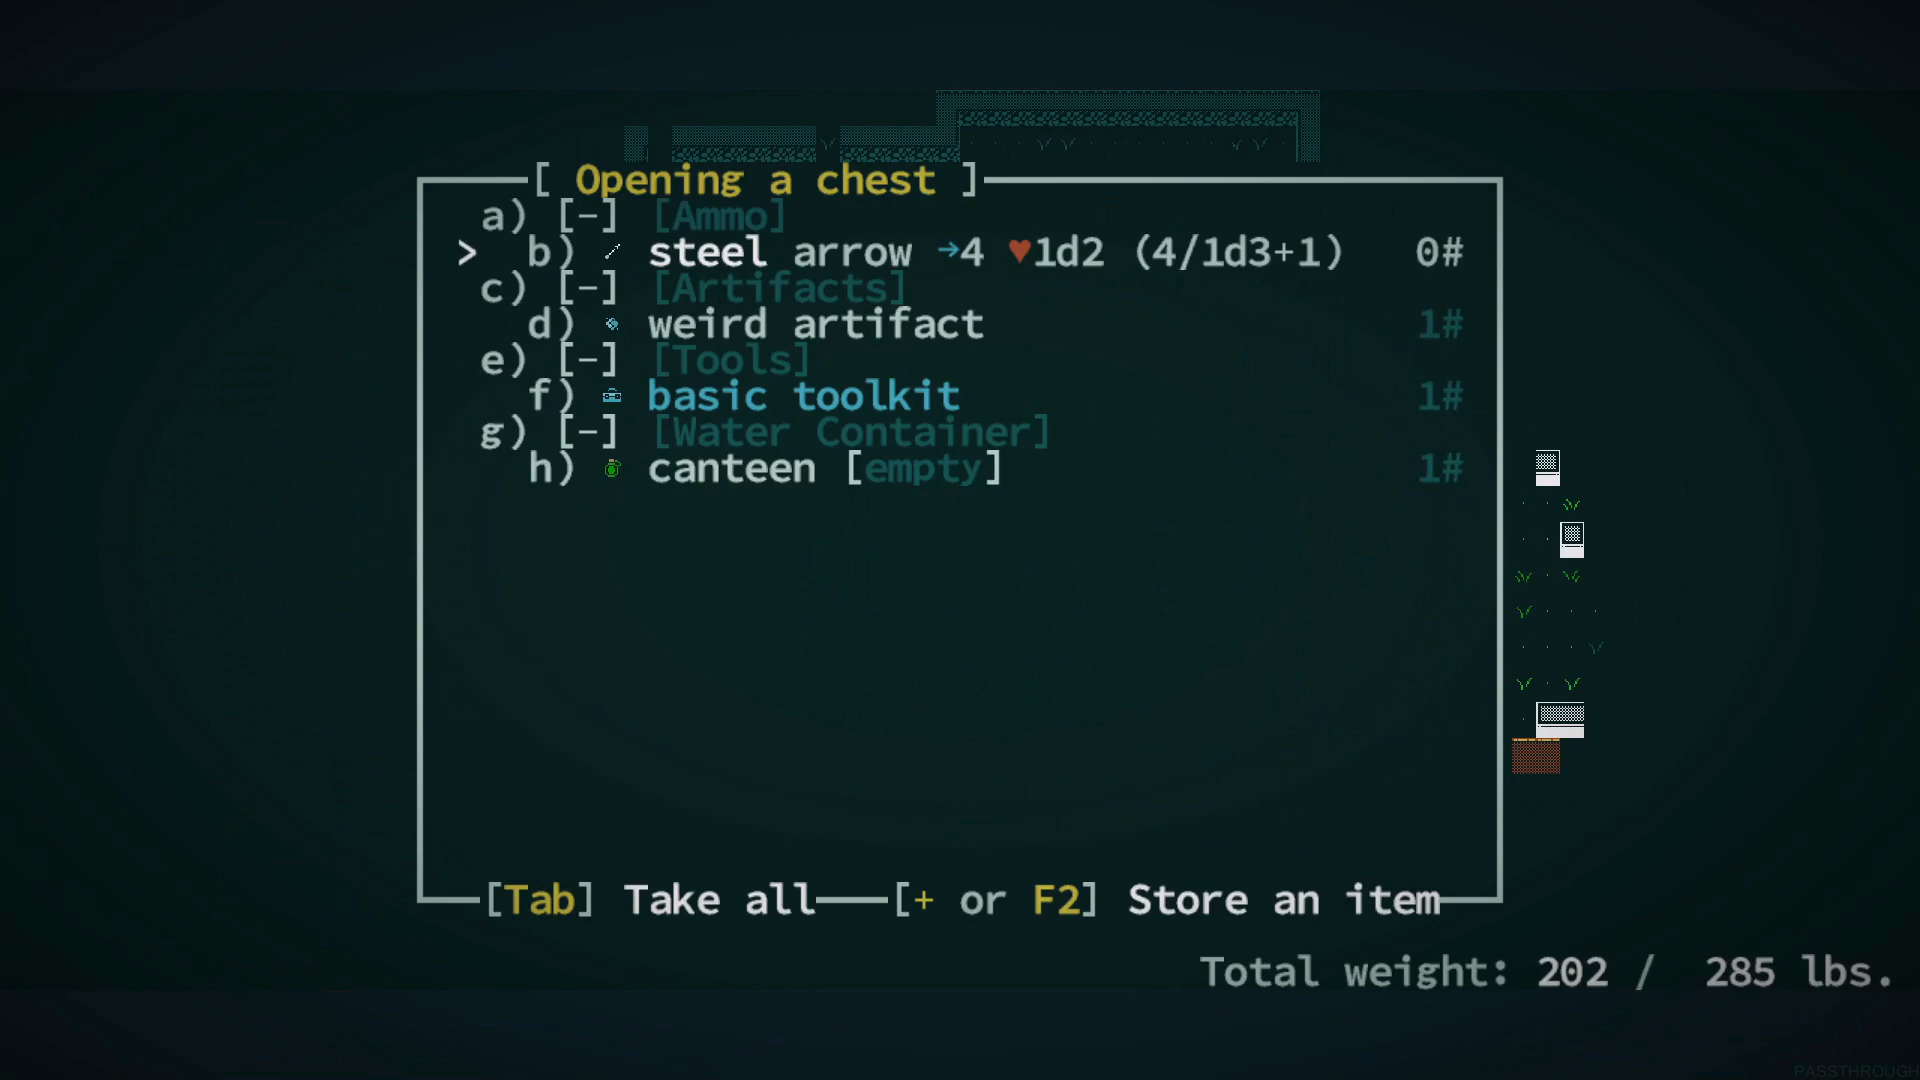 [ Opening a chest ]
a) [-] [Ammo]
> b) steel arrow →4 ♥1d2 (4/1d3+1) 0#
c) [-] [Artifacts]
d) weird artifact 1#
e) [-] [Tools]
f) basic toolkit 1#
g) [-] [Water Container]
h) canteen [empty] 1#
[Tab] Take all [+ or F2] Store an item
Total weight: 202 / 285 lbs.
PASSTHROUGH